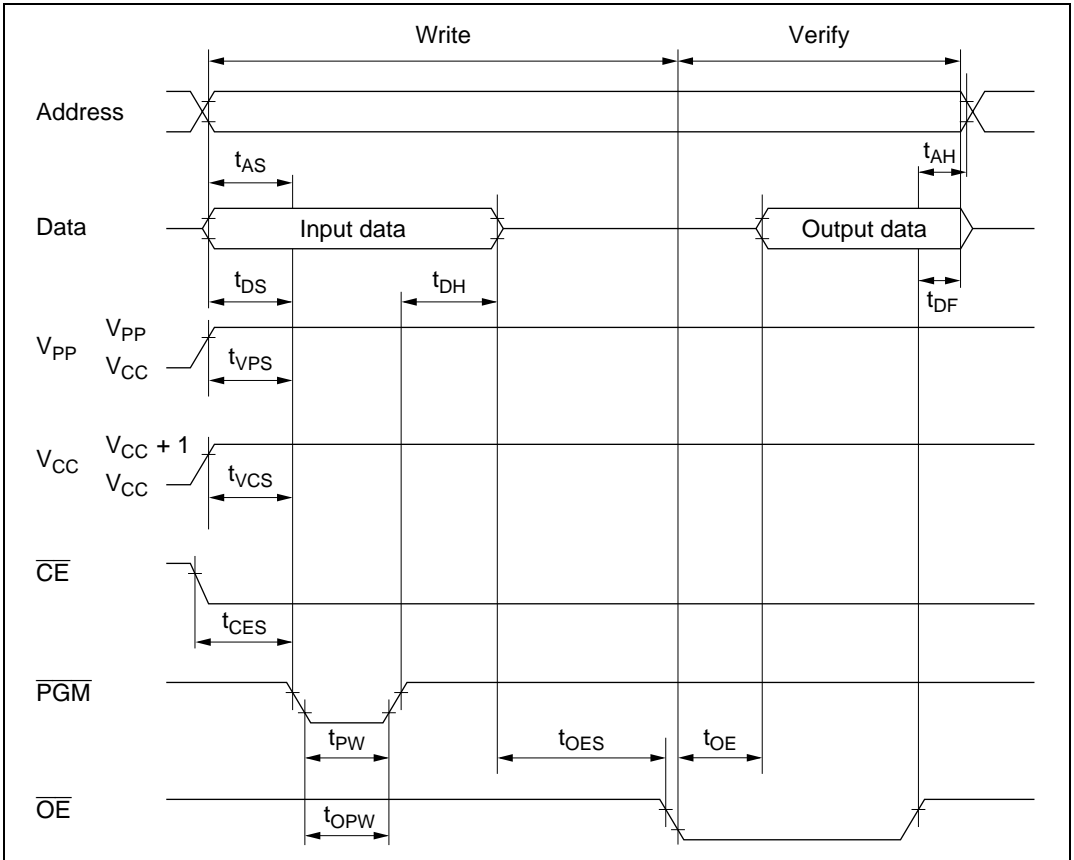 Write Verify
Address
tAS tAH
Data Input data Output data
tDS tDH tDF
VPP VPP
VCC
tVPS
VCC VCC + 1
VCC
tVCS
CE
tCES
PGM
tPW tOES tOE
OE
tOPW